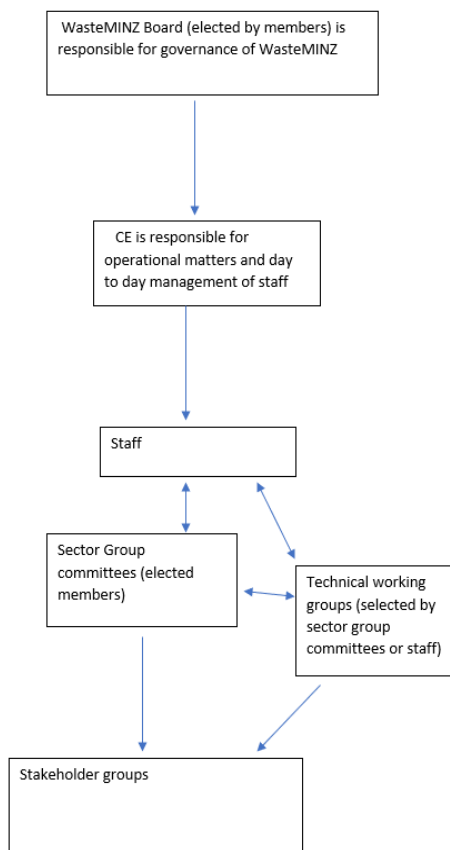 WasteMINZ Board (elected by members) is
responsible for governance of WasteMINZ
CE is responsible for
operational matters and day
to day management of staff
Staff
Sector Group
committees (elected
members)
Technical working
groups (selected by
sector group
committees or staff)
Stakeholder groups